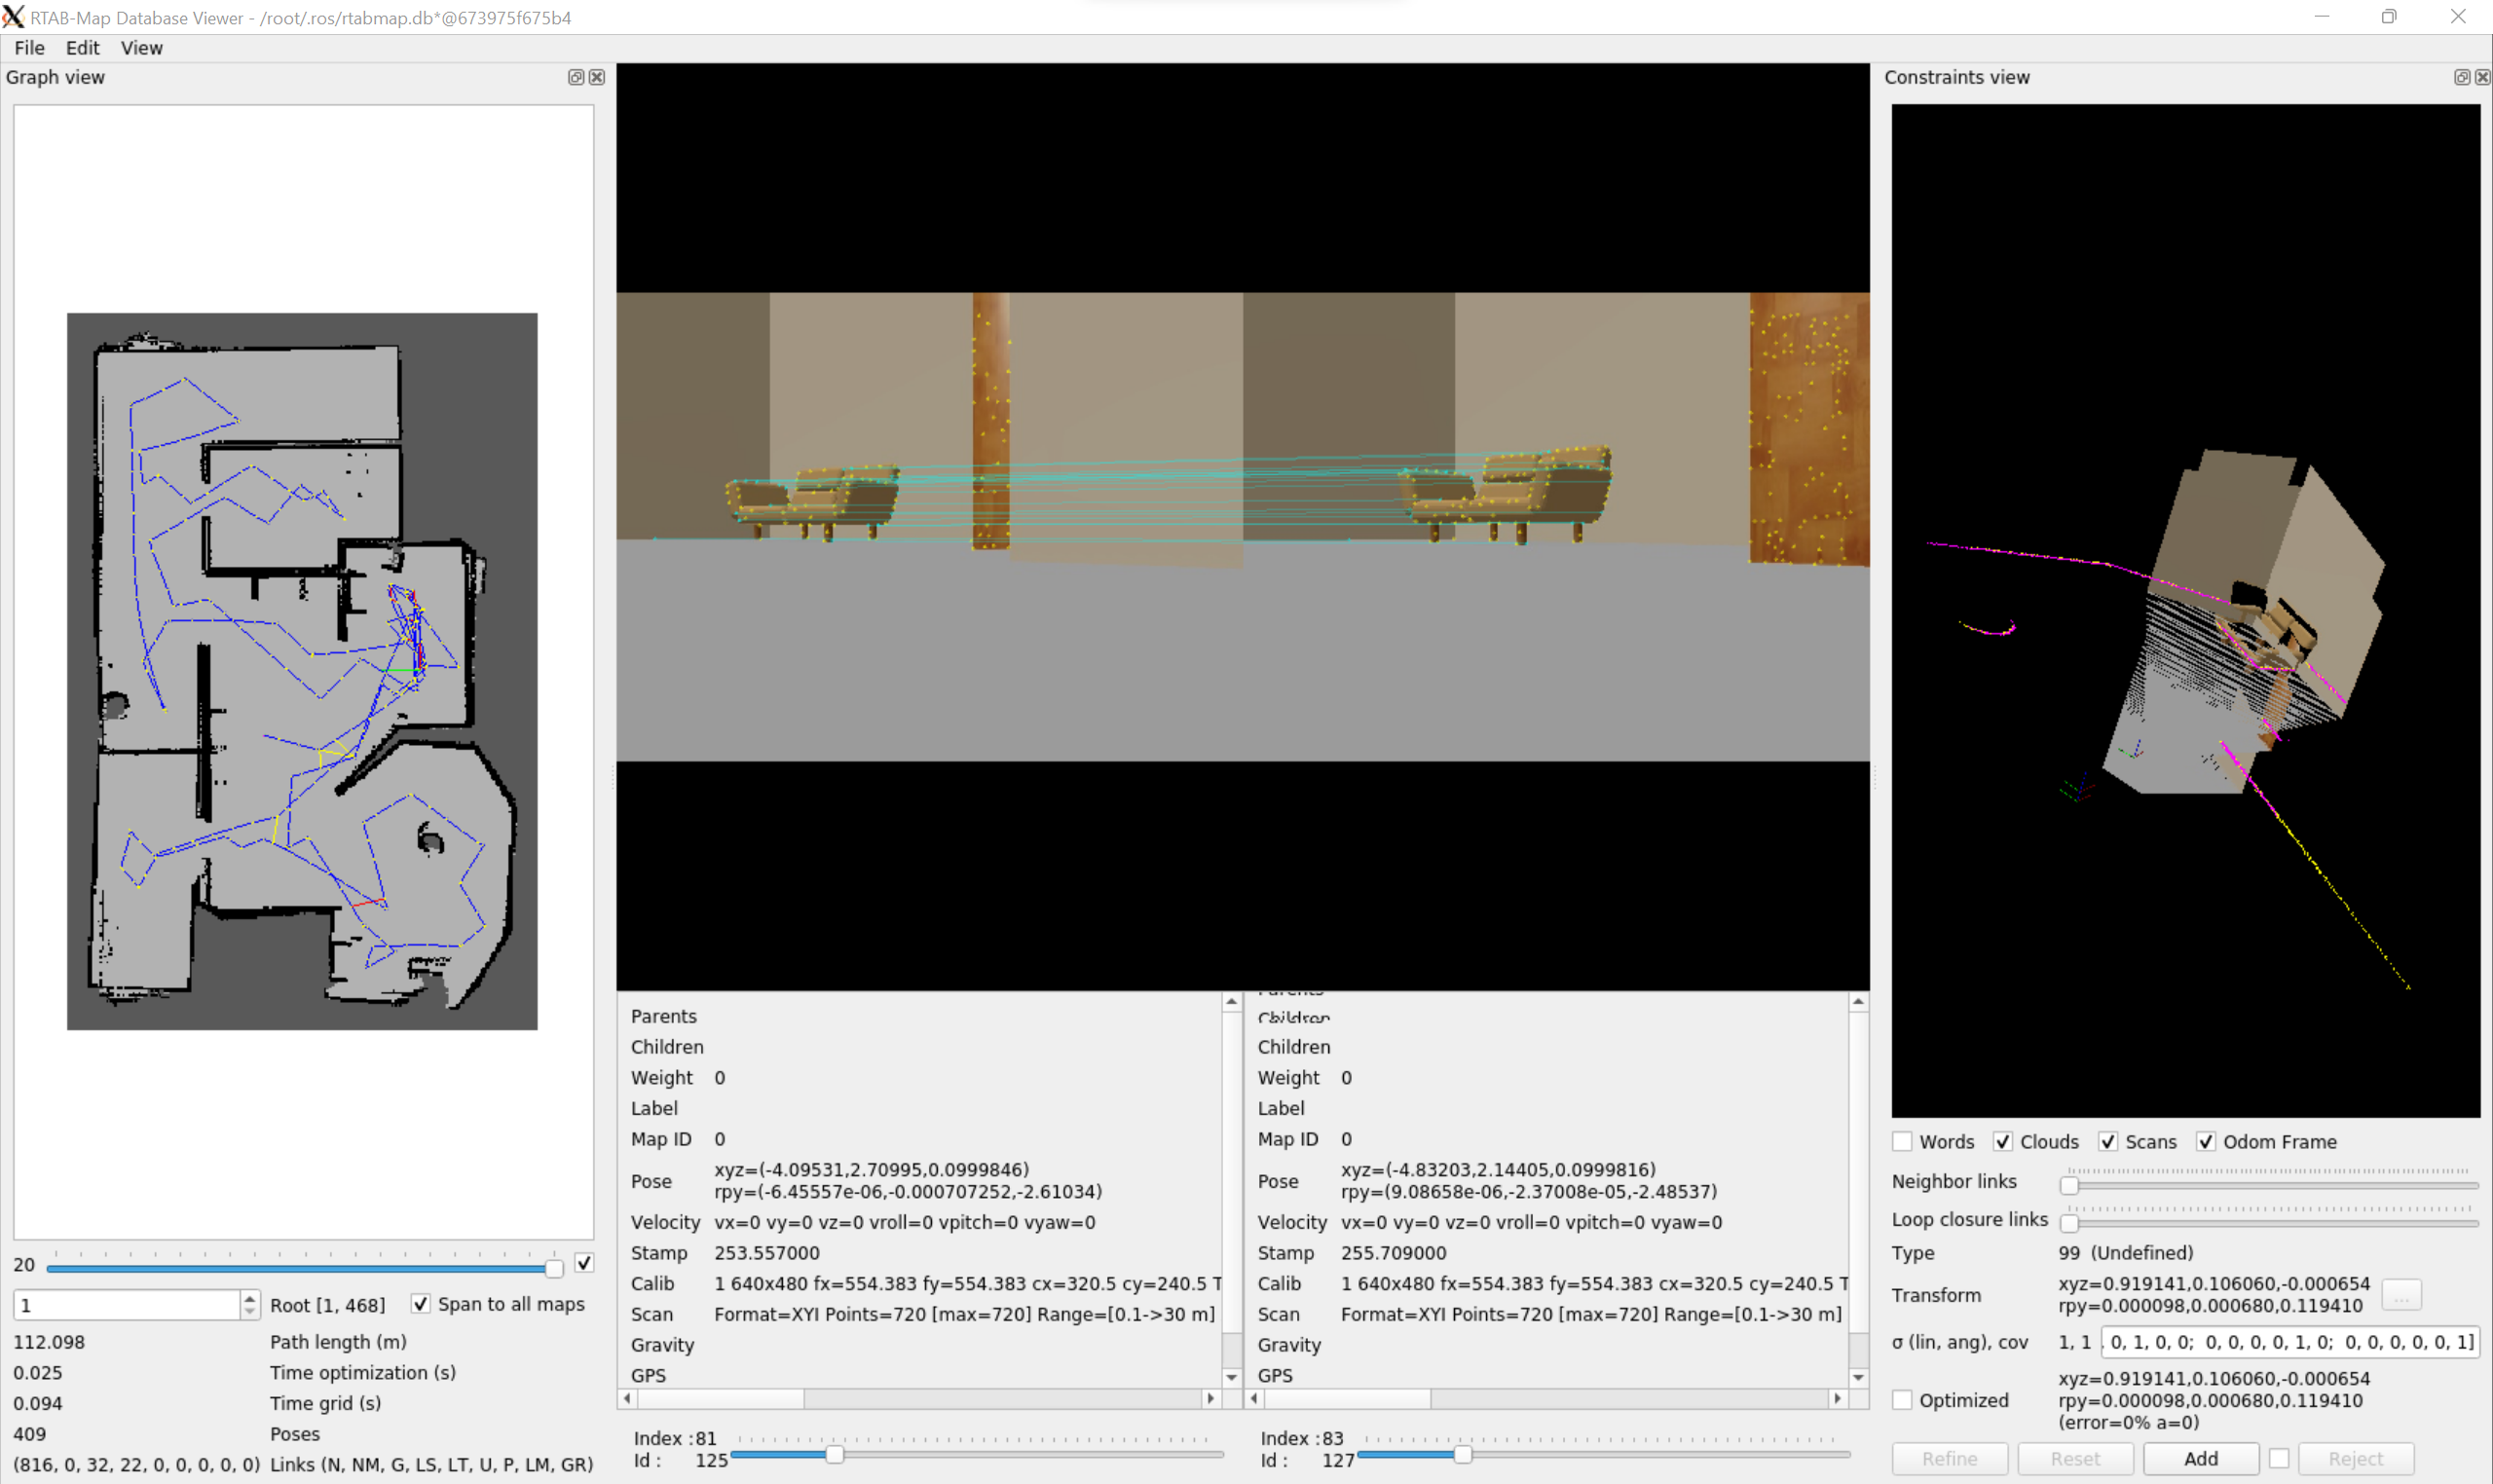 RTAB-Map Database Viewer - /root/.ros/rtabmap.db*@673975f675b4
File Edit View
Graph view
20
1 Root [1, 468] Span to all maps
112.098 Path length (m)
0.025 Time optimization (s)
0.094 Time grid (s)
409 Poses
(816, 0, 32, 22, 0, 0, 0, 0, 0) Links (N, NM, G, LS, LT, U, P, LM, GR)
Parents
Children
Weight 0
Label
Map ID 0
Pose xyz=(-4.09531,2.70995,0.0999846)
rpy=(-6.45557e-06,-0.000707252,-2.61034)
Velocity vx=0 vy=0 vz=0 vroll=0 vpitch=0 vyaw=0
Stamp 253.557000
Calib 1 640x480 fx=554.383 fy=554.383 cx=320.5 cy=240.5 T
Scan Format=XYI Points=720 [max=720] Range=[0.1->30 m]
Gravity
GPS
Index : 81
Id : 125
Parents
Children
Children
Weight 0
Label
Map ID 0
Pose xyz=(-4.83203,2.14405,0.0999816)
rpy=(9.08658e-06,-2.37008e-05,-2.48537)
Velocity vx=0 vy=0 vz=0 vroll=0 vpitch=0 vyaw=0
Stamp 255.709000
Calib 1 640x480 fx=554.383 fy=554.383 cx=320.5 cy=240.5 T
Scan Format=XYI Points=720 [max=720] Range=[0.1->30 m]
Gravity
GPS
Index : 83
Id : 127
Constraints view
Words Clouds Scans Odom Frame
Neighbor links
Loop closure links
Type 99 (Undefined)
Transform xyz=0.919141,0.106060,-0.000654
rpy=0.000098,0.000680,0.119410
...
σ (lin, ang), cov 1, 1 , 0, 1, 0, 0; 0, 0, 0, 0, 1, 0; 0, 0, 0, 0, 0, 1]
Optimized xyz=0.919141,0.106060,-0.000654
rpy=0.000098,0.000680,0.119410
(error=0% a=0)
Refine Reset Add Reject